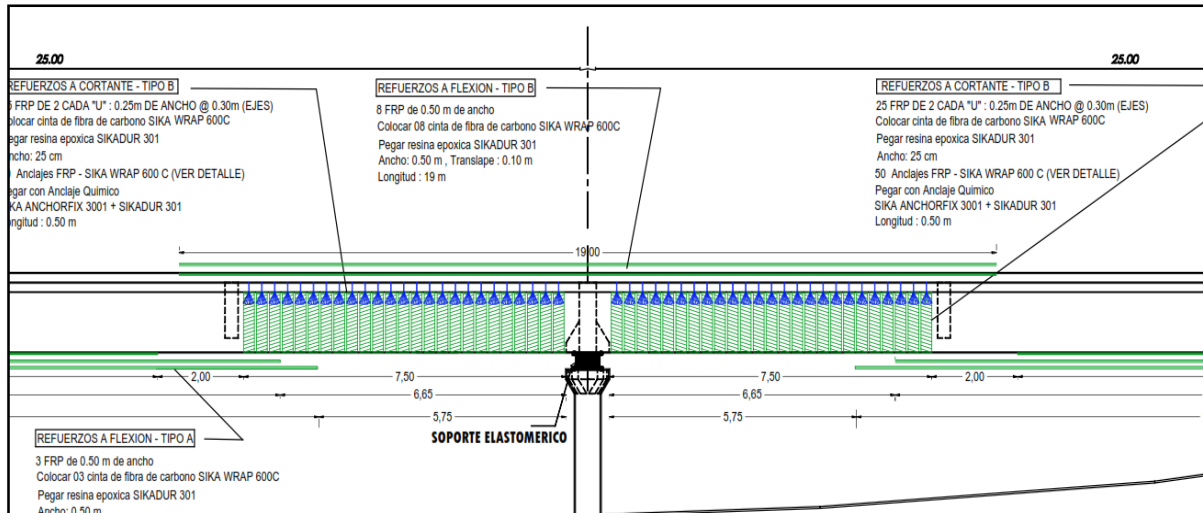 25.00
25.00
REFUERZOS A CORTANTE - TIPO B
5 FRP DE 2 CADA "U" : 0.25m DE ANCHO @ 0.30m (EJES)
olocar cinta de fibra de carbono SIKA WRAP 600C
egar resina epoxica SIKADUR 301
ncho: 25 cm
0 Anclajes FRP - SIKA WRAP 600 C (VER DETALLE)
egar con Anclaje Quimico
IKA ANCHORFIX 3001 + SIKADUR 301
ongitud : 0.50 m
REFUERZOS A FLEXION - TIPO B
8 FRP de 0.50 m de ancho
Colocar 08 cinta de fibra de carbono SIKA WRAP 600C
Pegar resina epoxica SIKADUR 301
Ancho: 0.50 m , Translape : 0.10 m
Longitud : 19 m
REFUERZOS A CORTANTE - TIPO B
25 FRP DE 2 CADA "U" : 0.25m DE ANCHO @ 0.30m (EJES)
Colocar cinta de fibra de carbono SIKA WRAP 600C
Pegar resina epoxica SIKADUR 301
Ancho: 25 cm
50 Anclajes FRP - SIKA WRAP 600 C (VER DETALLE)
Pegar con Anclaje Quimico
SIKA ANCHORFIX 3001 + SIKADUR 301
Longitud : 0.50 m
19,00
2,00
7,50
7,50
2,00
6,65
6,65
5,75
5,75
SOPORTE ELASTOMERICO
REFUERZOS A FLEXION - TIPO A
3 FRP de 0.50 m de ancho
Colocar 03 cinta de fibra de carbono SIKA WRAP 600C
Pegar resina epoxica SIKADUR 301
Ancho: 0.50 m